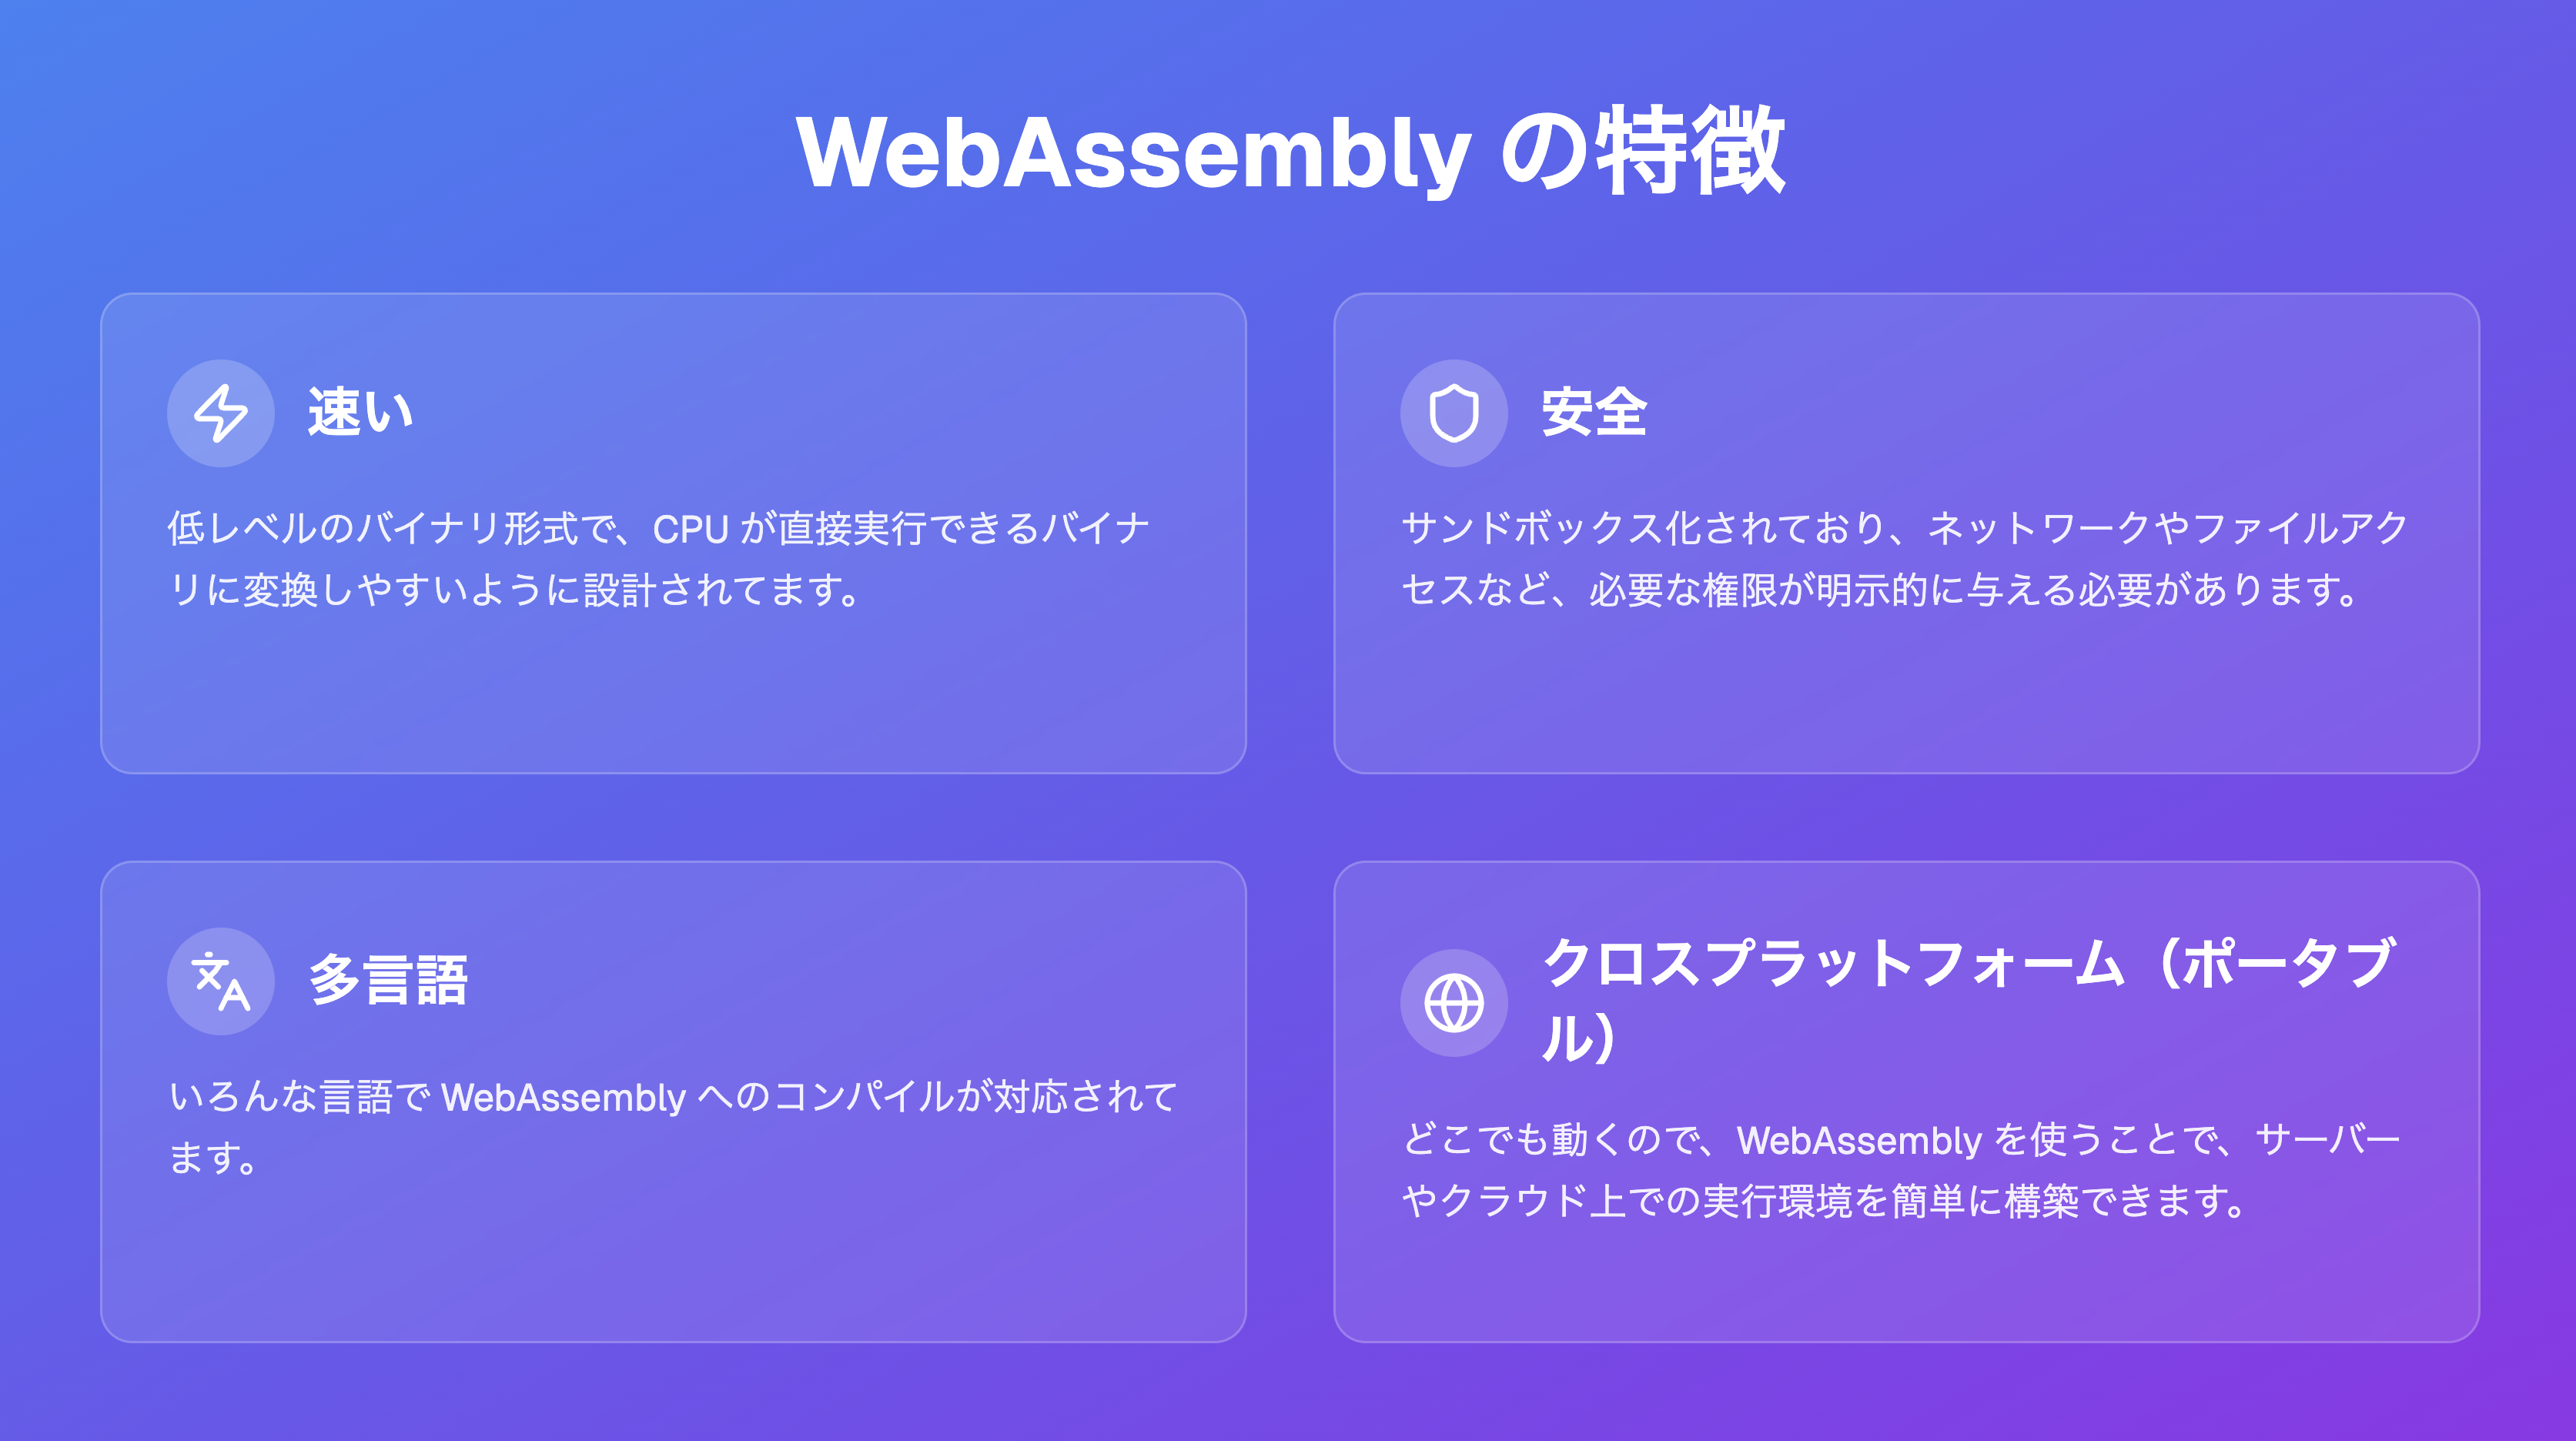 WebAssembly の特徴
速い
低レベルのバイナリ形式で、CPU が直接実行できるバイナ
リに変換しやすいように設計されてます。
安全
サンドボックス化されており、ネットワークやファイルアク
セスなど、必要な権限が明示的に与える必要があります。
多言語
いろんな言語で WebAssembly へのコンパイルが対応されて
ます。
クロスプラットフォーム（ポータブ
ル）
どこでも動くので、WebAssembly を使うことで、サーバー
やクラウド上での実行環境を簡単に構築できます。